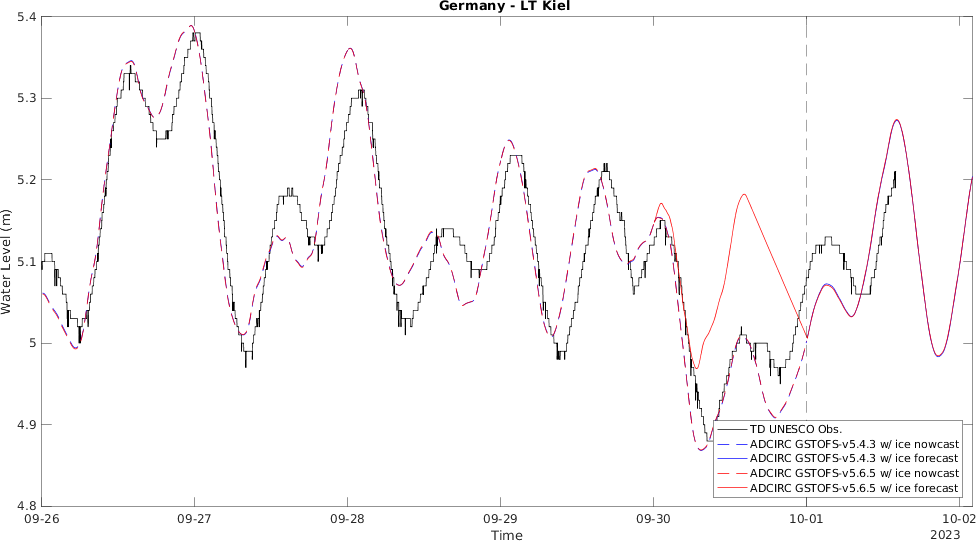 Germany - LT Kiel
5.4
5.3
5.2
5.1
5
4.9
4.8
Water Level (m)
TD UNESCO Obs.
ADCIRC GSTOFS-v5.4.3 w/ ice nowcast
ADCIRC GSTOFS-v5.4.3 w/ ice forecast
ADCIRC GSTOFS-v5.6.5 w/ ice nowcast
ADCIRC GSTOFS-v5.6.5 w/ ice forecast
09-26 09-27 09-28 09-29 09-30 10-01 10-02
Time 2023